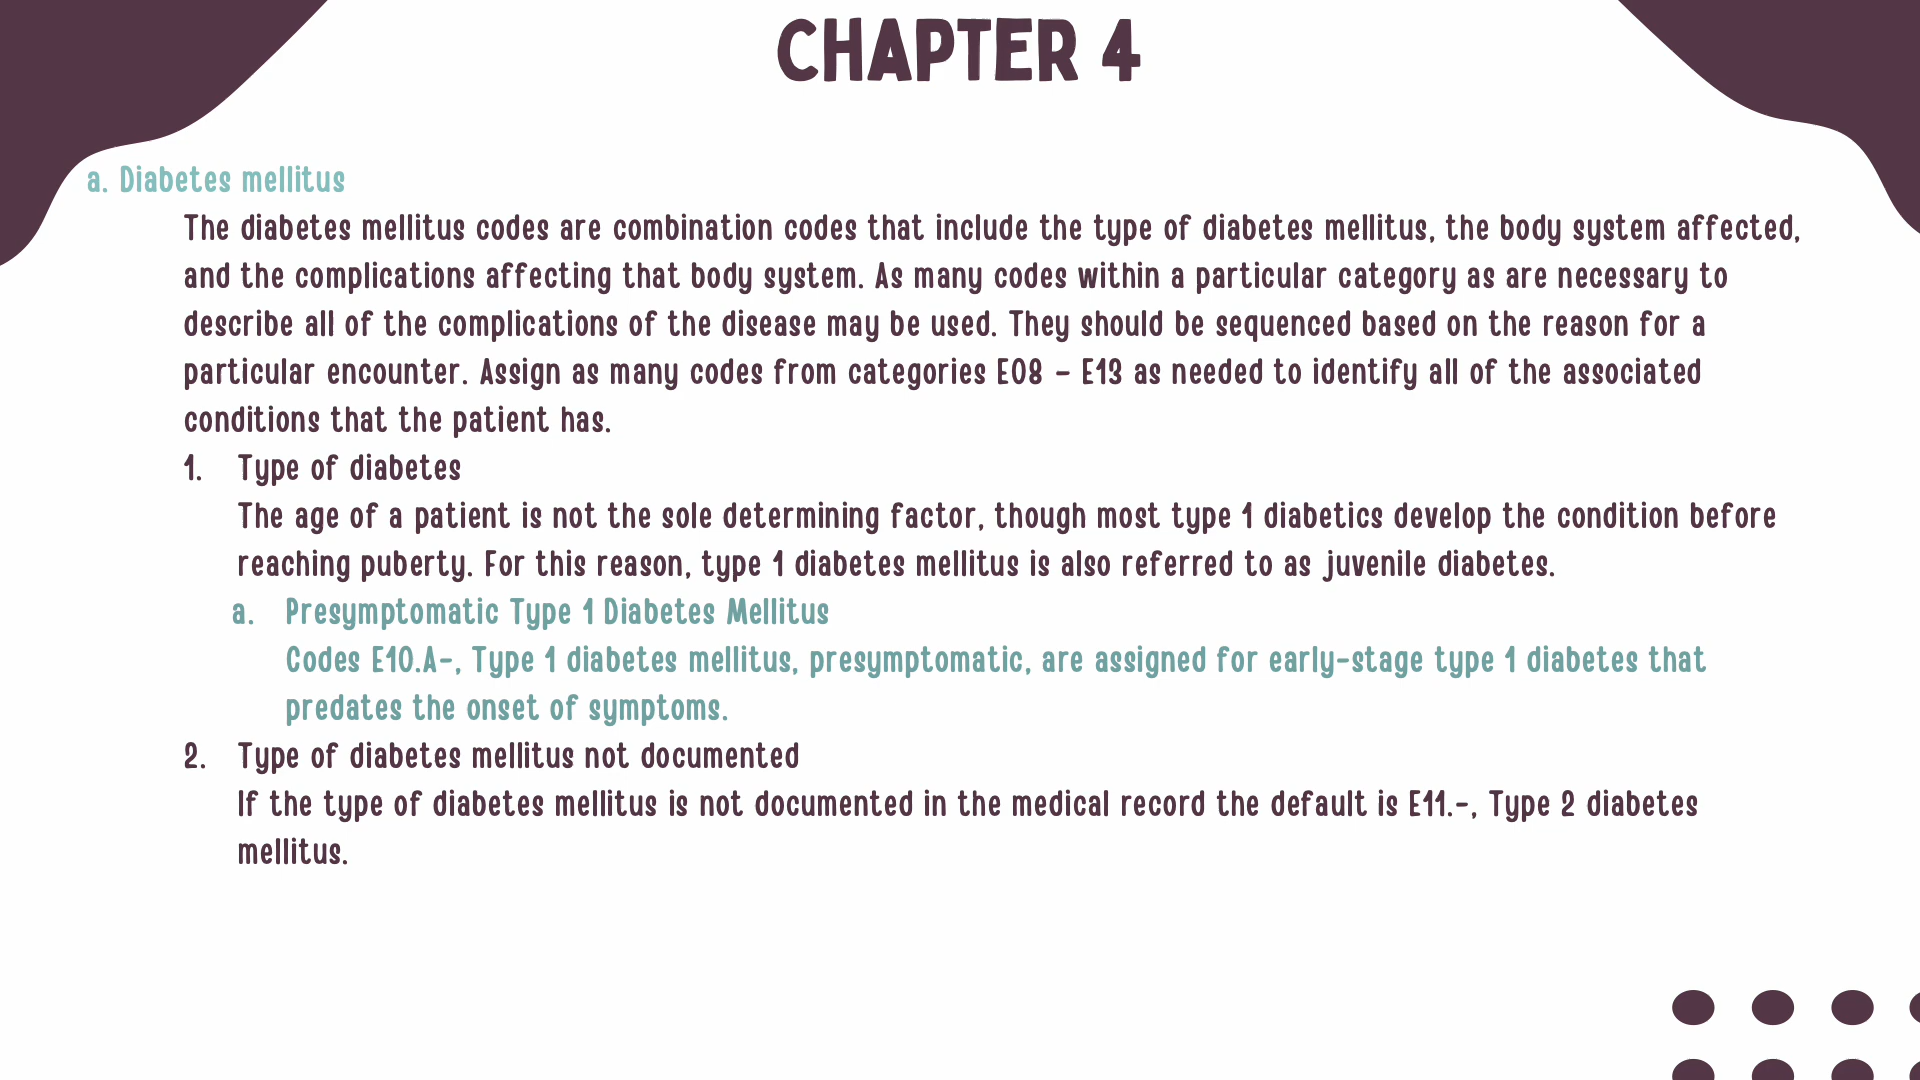 CHAPTER 4
a. Diabetes mellitus
The diabetes mellitus codes are combination codes that include the type of diabetes mellitus, the body system affected,
and the complications affecting that body system. As many codes within a particular category as are necessary to
describe all of the complications of the disease may be used. They should be sequenced based on the reason for a
particular encounter. Assign as many codes from categories E08 – E13 as needed to identify all of the associated
conditions that the patient has.
1. Type of diabetes
The age of a patient is not the sole determining factor, though most type 1 diabetics develop the condition before
reaching puberty. For this reason, type 1 diabetes mellitus is also referred to as juvenile diabetes.
a. Presymptomatic Type 1 Diabetes Mellitus
Codes E10.A-, Type 1 diabetes mellitus, presymptomatic, are assigned for early-stage type 1 diabetes that
predates the onset of symptoms.
2. Type of diabetes mellitus not documented
If the type of diabetes mellitus is not documented in the medical record the default is E11.-, Type 2 diabetes
mellitus.